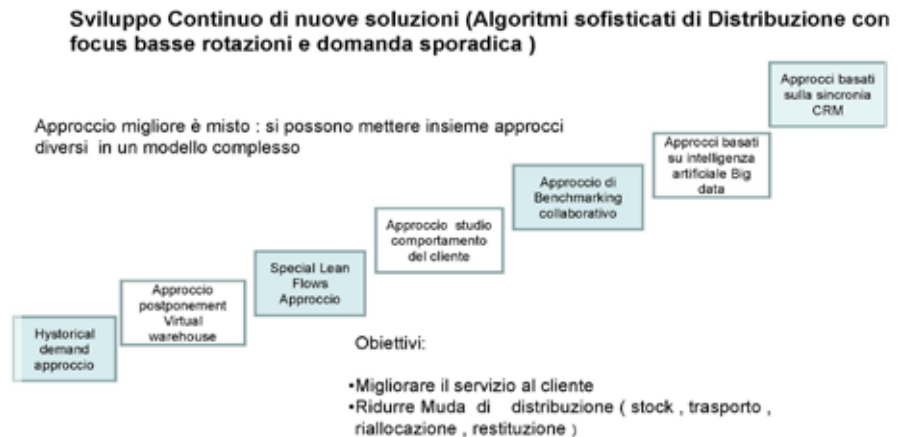 Sviluppo Continuo di nuove soluzioni (Algoritmi sofisticati di Distribuzione con
focus basse rotazioni e domanda sporadica )
Approcci basati
sulla sincronia
CRM
Approccio migliore è misto : si possono mettere insieme approcci
diversi in un modello complesso
Approcci basati
su intelligenza
artificiale Big
data
Approccio di
Benchmarking
collaborativo
Approccio studio
comportamento
del cliente
Special Lean
Flows
Approccio
Approccio
postponement
Virtual
warehouse
Hystorical
demand
approccio
Obiettivi:
•Migliorare il servizio al cliente
•Ridurre Muda di distribuzione ( stock , trasporto ,
riallocazione , restituzione )